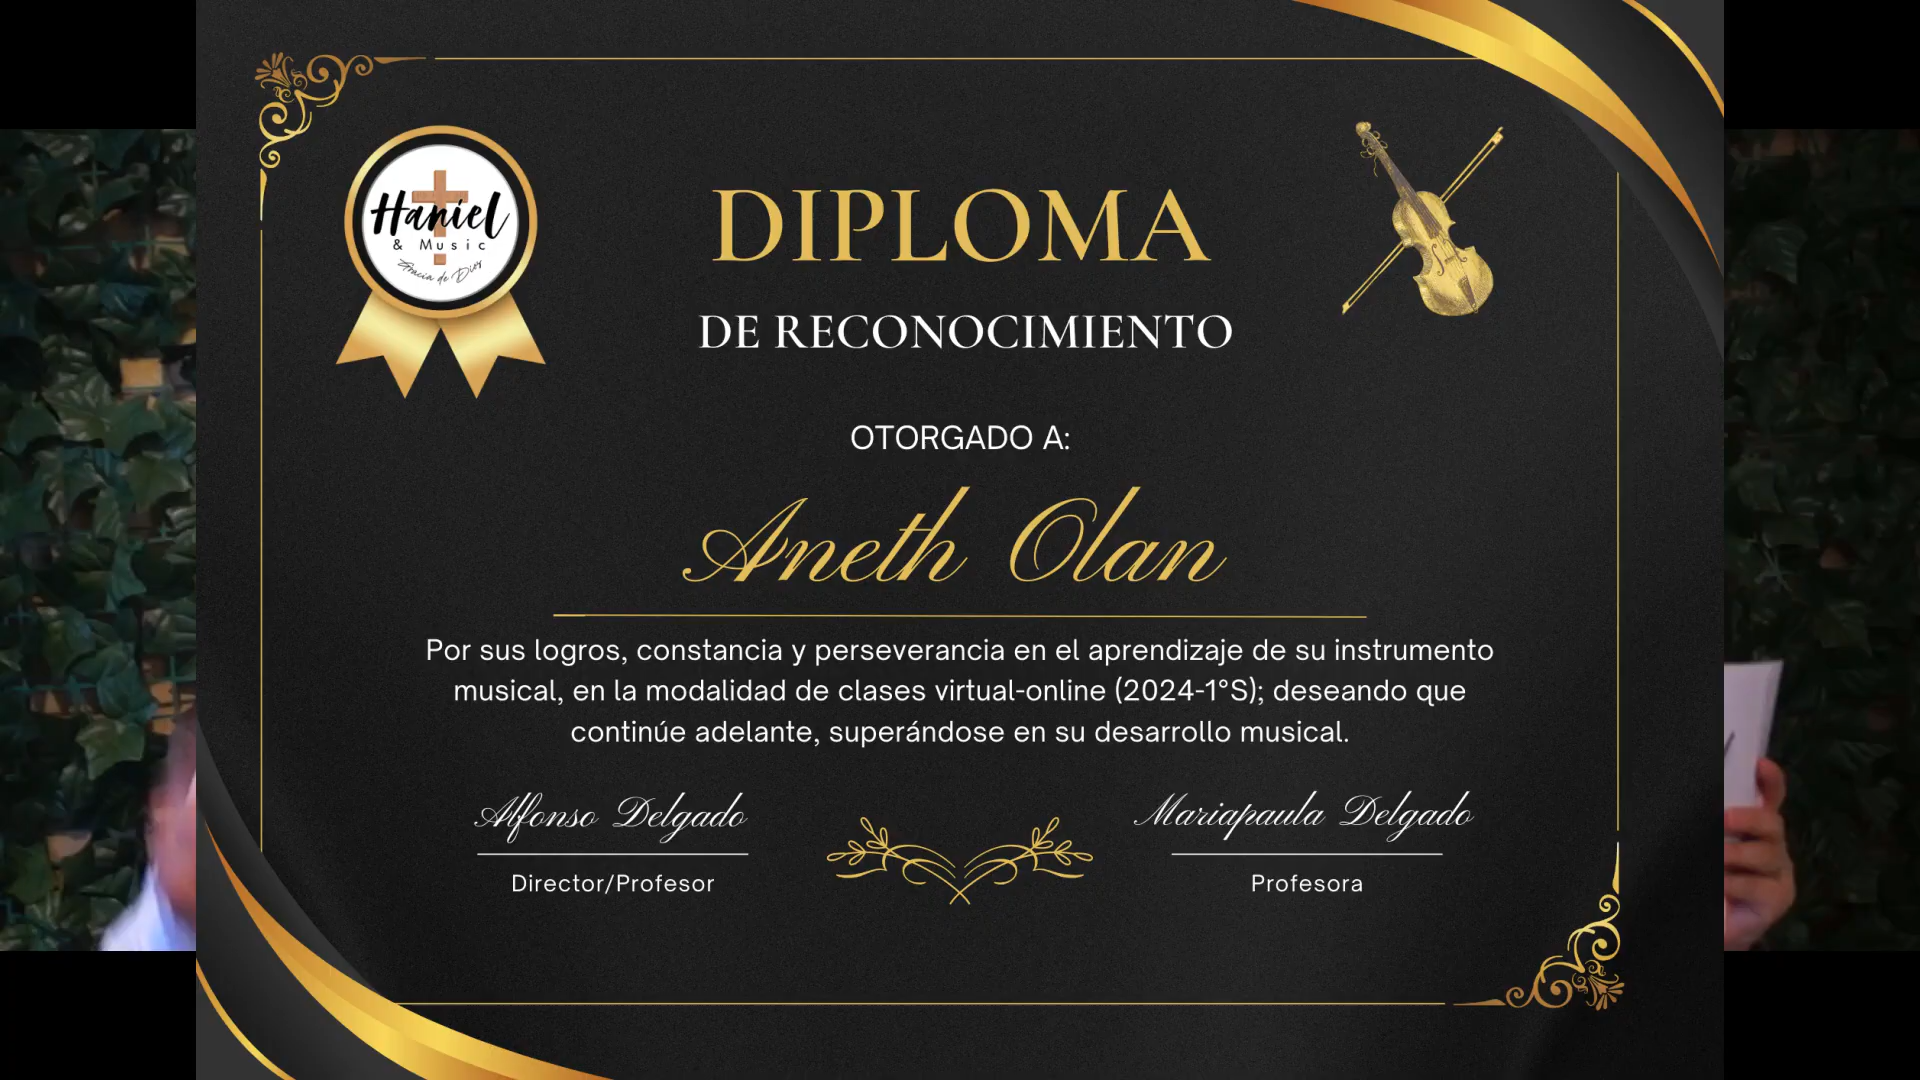 Haniel
& Music
Gracia de Dios
DIPLOMA
DE RECONOCIMIENTO
OTORGADO A:
Aneth Olan
Por sus logros, constancia y perseverancia en el aprendizaje de su instrumento
musical, en la modalidad de clases virtual-online (2024-1°S); deseando que
continúe adelante, superándose en su desarrollo musical.
Alfonso Delgado
Director/Profesor
Mariapaula Delgado
Profesora